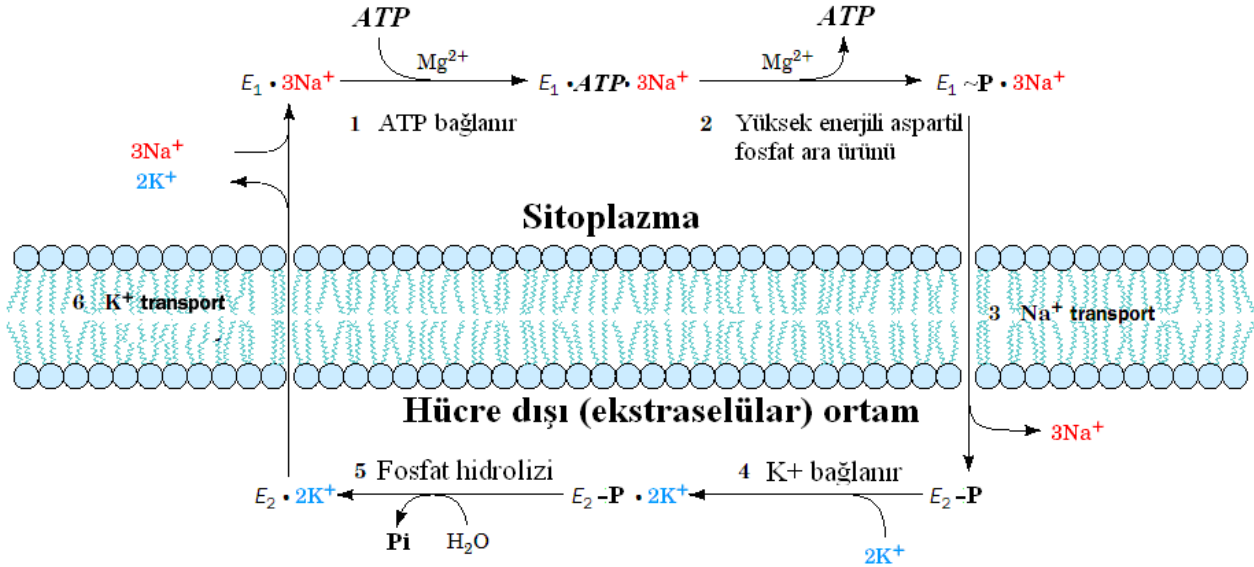 ATP
ATP
Mg2+
Mg2+
E1 • 3Na+
E1 •ATP• 3Na+
E1 ~P • 3Na+
1 ATP bağlanır
2 Yüksek enerjili aspartil
fosfat ara ürünü
3Na+
2K+
Sitoplazma
6 K+ transport
3 Na+ transport
Hücre dışı (ekstraselülar) ortam
3Na+
5 Fosfat hidrolizi
4 K+ bağlanır
E2 • 2K+
E2 -P • 2K+
E2 -P
Pi
H2O
2K+